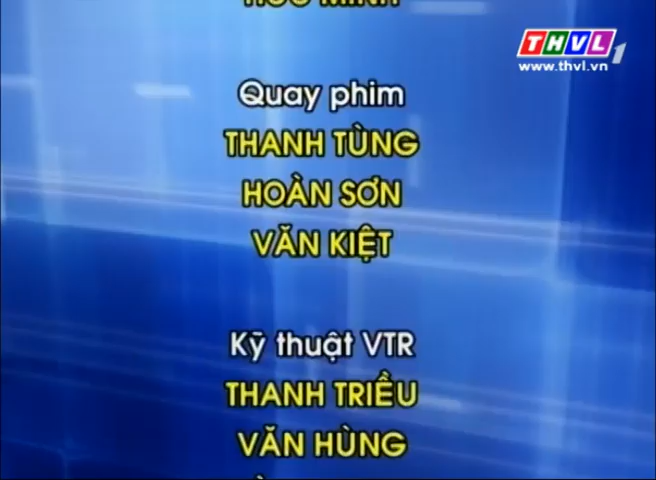 THVL1
www.thvl.vn
Quay phim
THANH TÙNG
HOÀN SƠN
VĂN KIỆT
Kỹ thuật VTR
THANH TRIỀU
VĂN HÙNG